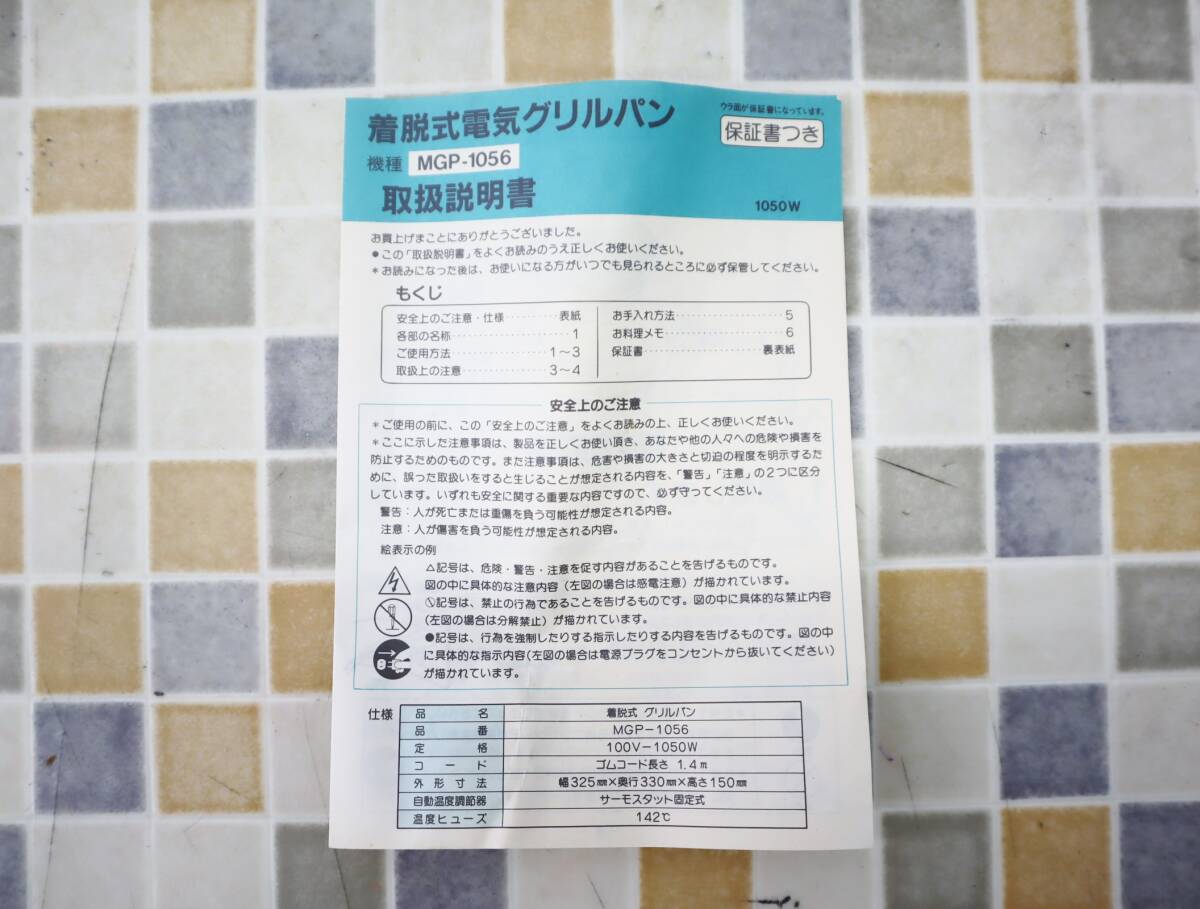 着脱式電気グリルパン
ウラ面が保証書になっています。
保証書つき
機種 MGP-1056
取扱説明書
1050W
お買上げまことにありがとうございました。
●この「取扱説明書」をよくお読みのうえ正しくお使いください。
＊お読みになった後は、お使いになる方がいつでも見られるところに必ず保管してください。
もくじ
安全上のご注意・仕様………表紙
各部の名称………1
ご使用方法………1～3
取扱上の注意………3～4
お手入れ方法………5
お料理メモ………6
保証書………裏表紙
安全上のご注意
＊ご使用の前に、この「安全上のご注意」をよくお読みの上、正しくお使いください。
＊ここに示した注意事項は、製品を正しくお使い頂き、あなたや他の人々への危険や損害を
防止するためのものです。また注意事項は、危害や損害の大きさと切迫の程度を明示するた
めに、誤った取扱いをすると生じることが想定される内容を、「警告」「注意」の2つに区分
しています。いずれも安全に関する重要な内容ですので、必ず守ってください。
警告：人が死亡または重傷を負う可能性が想定される内容。
注意：人が傷害を負う可能性が想定される内容。
絵表示の例
△記号は、危険・警告・注意を促す内容があることを告げるものです。
図の中に具体的な注意内容（左図の場合は感電注意）が描かれています。
🛇記号は、禁止の行為であることを告げるものです。図の中に具体的な禁止内容
（左図の場合は分解禁止）が描かれています。
●記号は、行為を強制したりする指示したりする内容を告げるものです。図の中
に具体的な指示内容（左図の場合は電源プラグをコンセントから抜いてください）
が描かれています。
仕様
品名 着脱式 グリルパン
品番 MGP-1056
定格 100V-1050W
コード ゴムコード長さ 1.4m
外形寸法 幅325㎜×奥行330㎜×高さ150㎜
自動温度調節器 サーモスタット固定式
温度ヒューズ 142℃